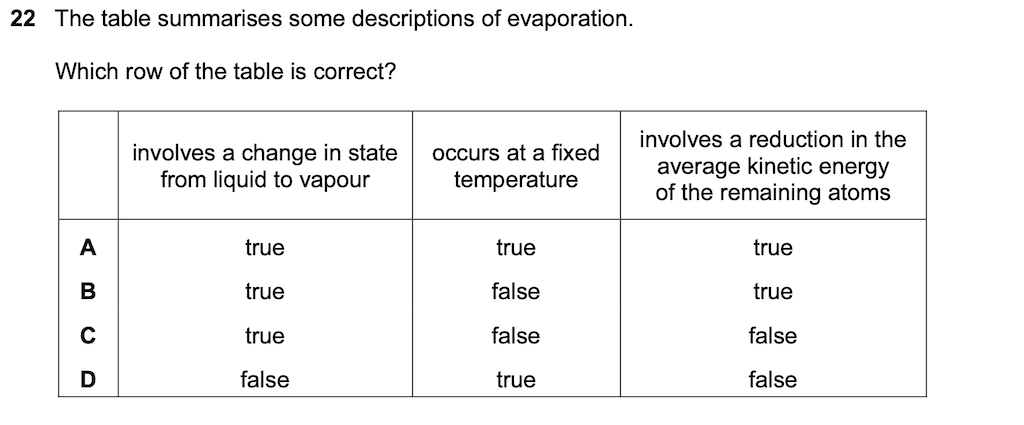 22 The table summarises some descriptions of evaporation.
Which row of the table is correct?
involves a change in state from liquid to vapour
occurs at a fixed temperature
involves a reduction in the average kinetic energy of the remaining atoms
A true true true
B true false true
C true false false
D false true false